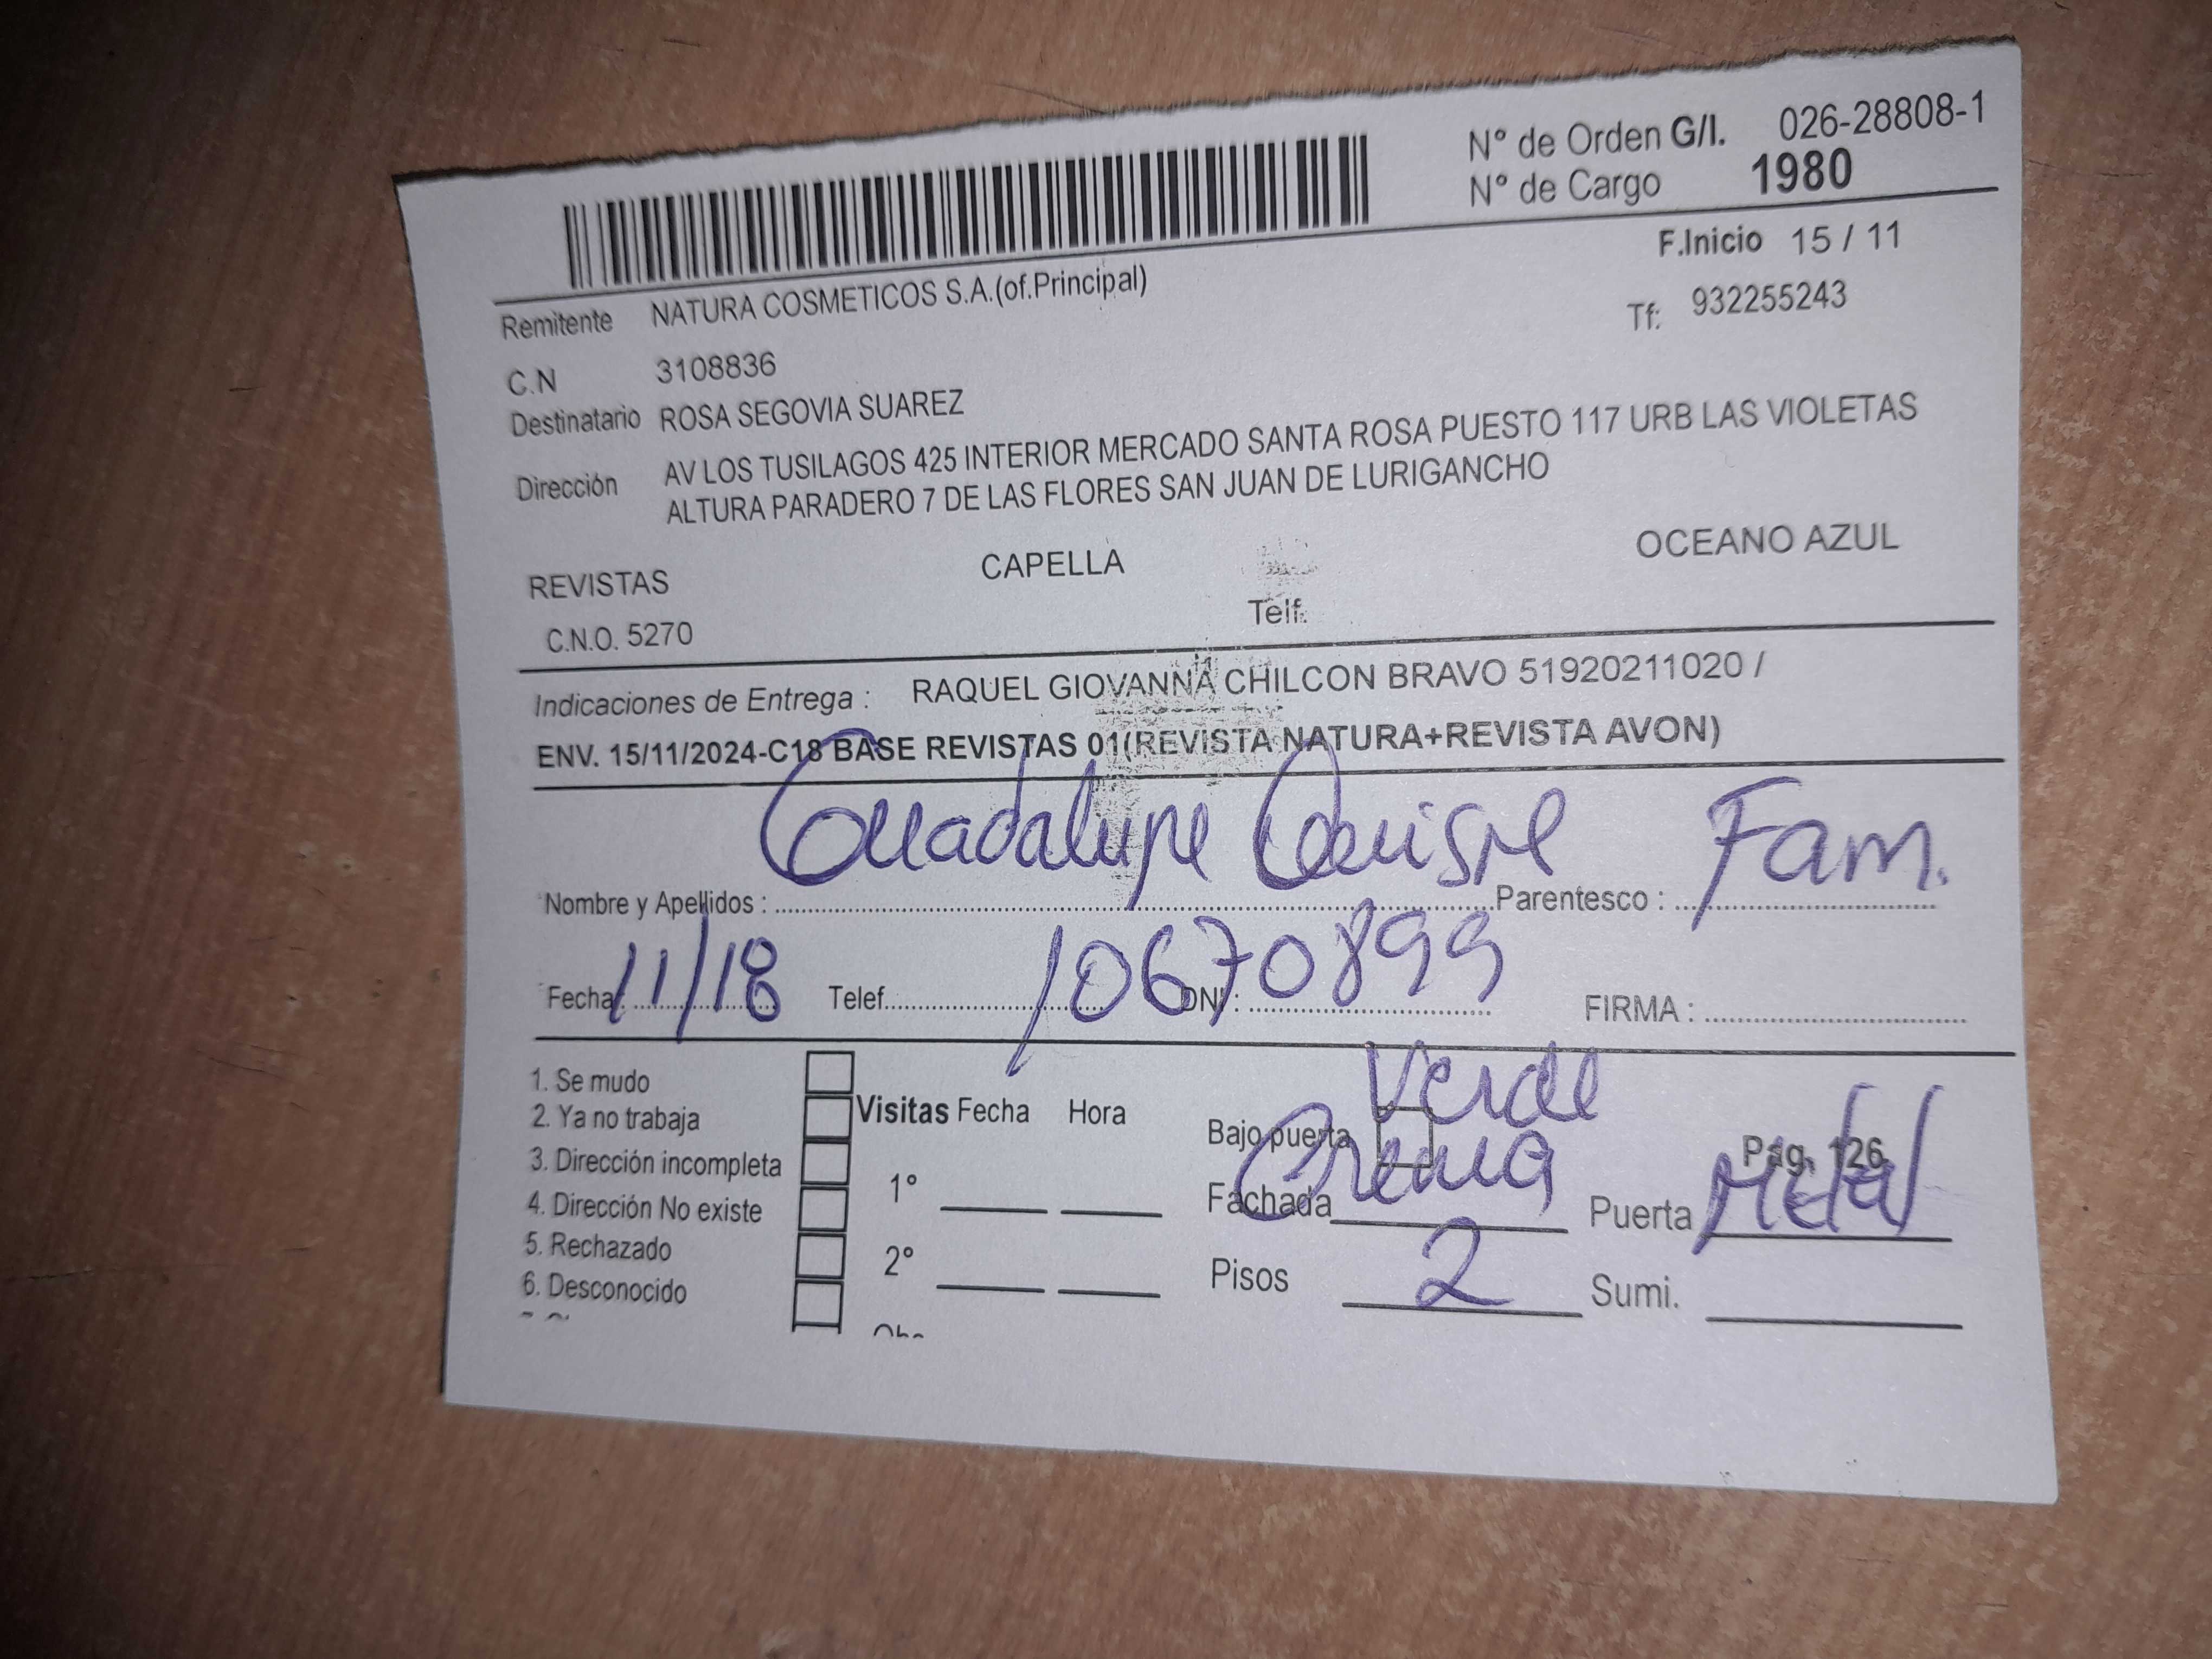 N° de Orden G/I. 026-28808-1
N° de Cargo 1980
F.Inicio 15 / 11
Remitente NATURA COSMETICOS S.A.(of.Principal)
Tf: 932255243
C.N 3108836
Destinatario ROSA SEGOVIA SUAREZ
Dirección AV LOS TUSILAGOS 425 INTERIOR MERCADO SANTA ROSA PUESTO 117 URB LAS VIOLETAS
ALTURA PARADERO 7 DE LAS FLORES SAN JUAN DE LURIGANCHO
REVISTAS CAPELLA OCEANO AZUL
C.N.O. 5270 Telf.
Indicaciones de Entrega : RAQUEL GIOVANNA CHILCON BRAVO 51920211020 /
ENV. 15/11/2024-C18 BASE REVISTAS 01(REVISTA NATURA+REVISTA AVON)
Nombre y Apellidos : Guadalupe Quispe Parentesco : Fam.
Fecha : 11/18 Telef. DNI : 10670899 FIRMA :
1. Se mudo
2. Ya no trabaja
3. Dirección incompleta
4. Dirección No existe
5. Rechazado
6. Desconocido
Visitas Fecha Hora
1°
2°
Verde
Bajo puerta Pág. 126
Fachada Crema Puerta Metal
Pisos 2 Sumi.